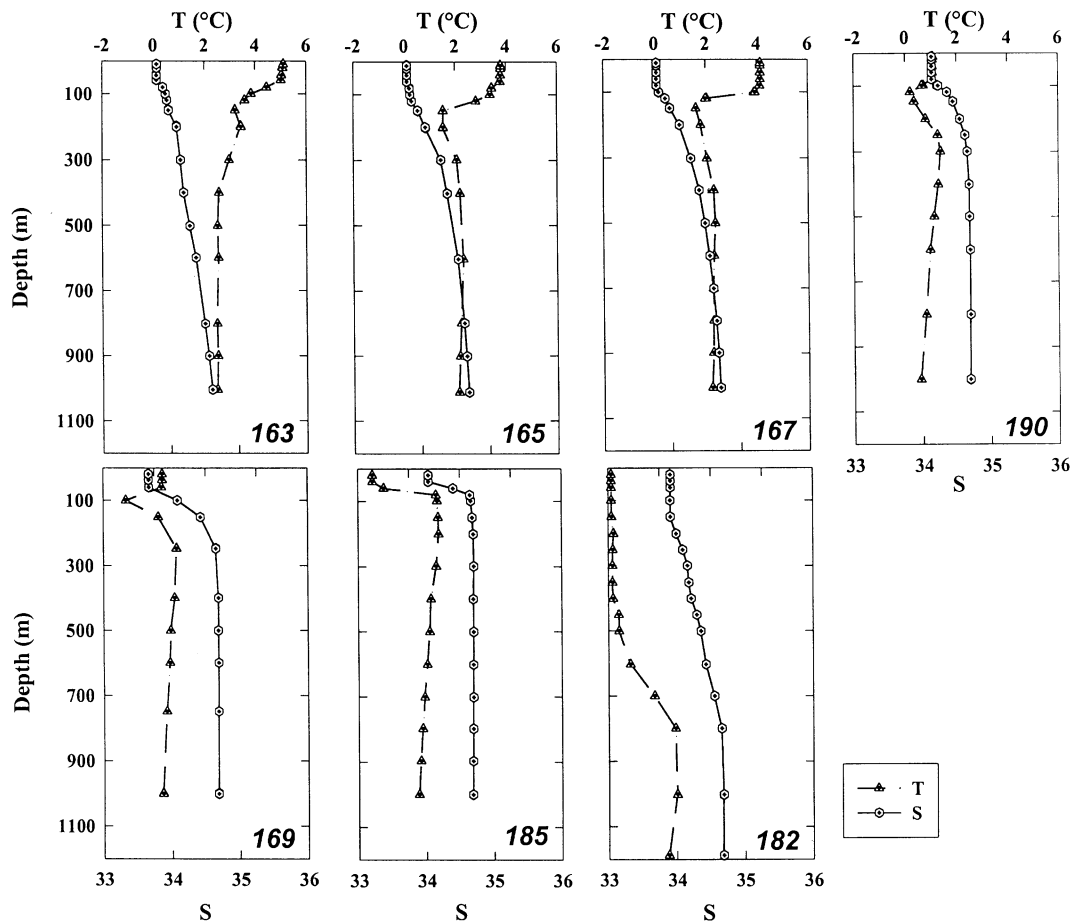 T (°C) T (°C) T (°C) T (°C)
-2 0 2 4 6 -2 0 2 4 6 -2 0 2 4 6 -2 0 2 4 6
Depth (m)
100
300
500
700
900
1100
163 165 167 190
33 34 35 36
S
Depth (m)
100
300
500
700
900
1100
169 185 182
T
S
33 34 35 36 33 34 35 36 33 34 35 36
S S S